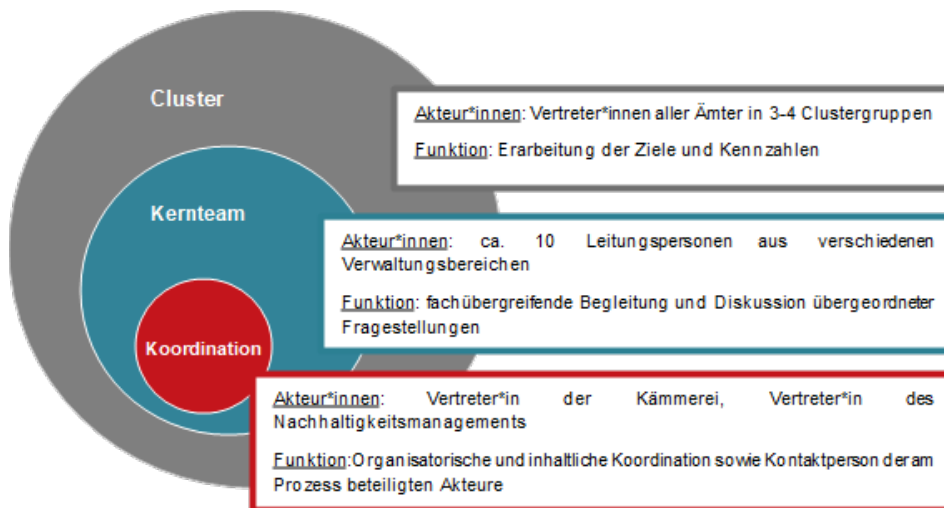 Cluster
Akteur*innen: Vertreter*innen aller Ämter in 3-4 Clustergruppen
Funktion: Erarbeitung der Ziele und Kennzahlen
Kernteam
Akteur*innen: ca. 10 Leitungspersonen aus verschiedenen
Verwaltungsbereichen
Funktion: fachübergreifende Begleitung und Diskussion übergeordneter
Fragestellungen
Koordination
Akteur*innen: Vertreter*in der Kämmerei, Vertreter*in des
Nachhaltigkeitsmanagements
Funktion:Organisatorische und inhaltliche Koordination sowie Kontaktperson deram
Prozess beteiligten Akteure